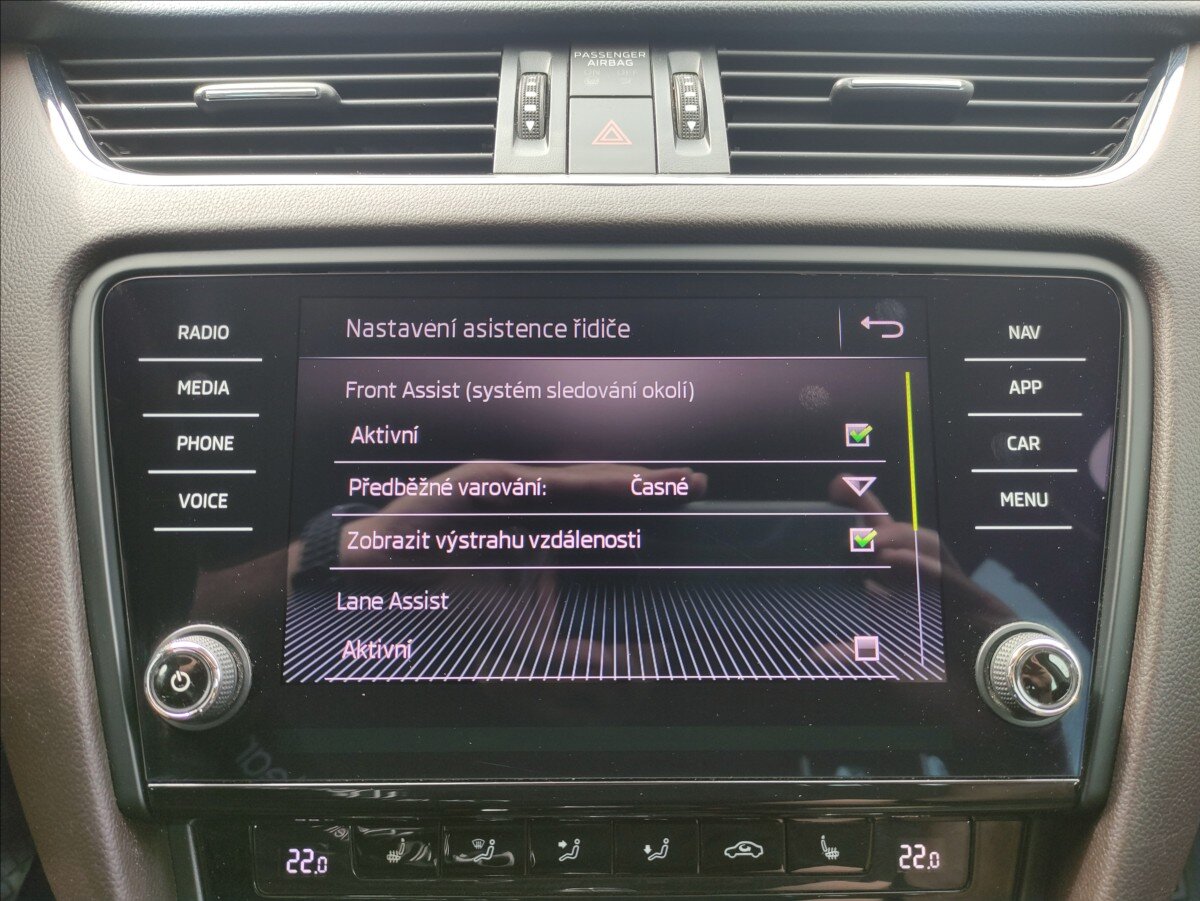 PASSENGER
AIRBAG
RADIO
MEDIA
PHONE
VOICE
Nastavení asistence řidiče
Front Assist (systém sledování okolí)
Aktivní
Předběžné varování: Časné
Zobrazit výstrahu vzdálenosti
Lane Assist
Aktivní
NAV
APP
CAR
MENU
22.0
22.0